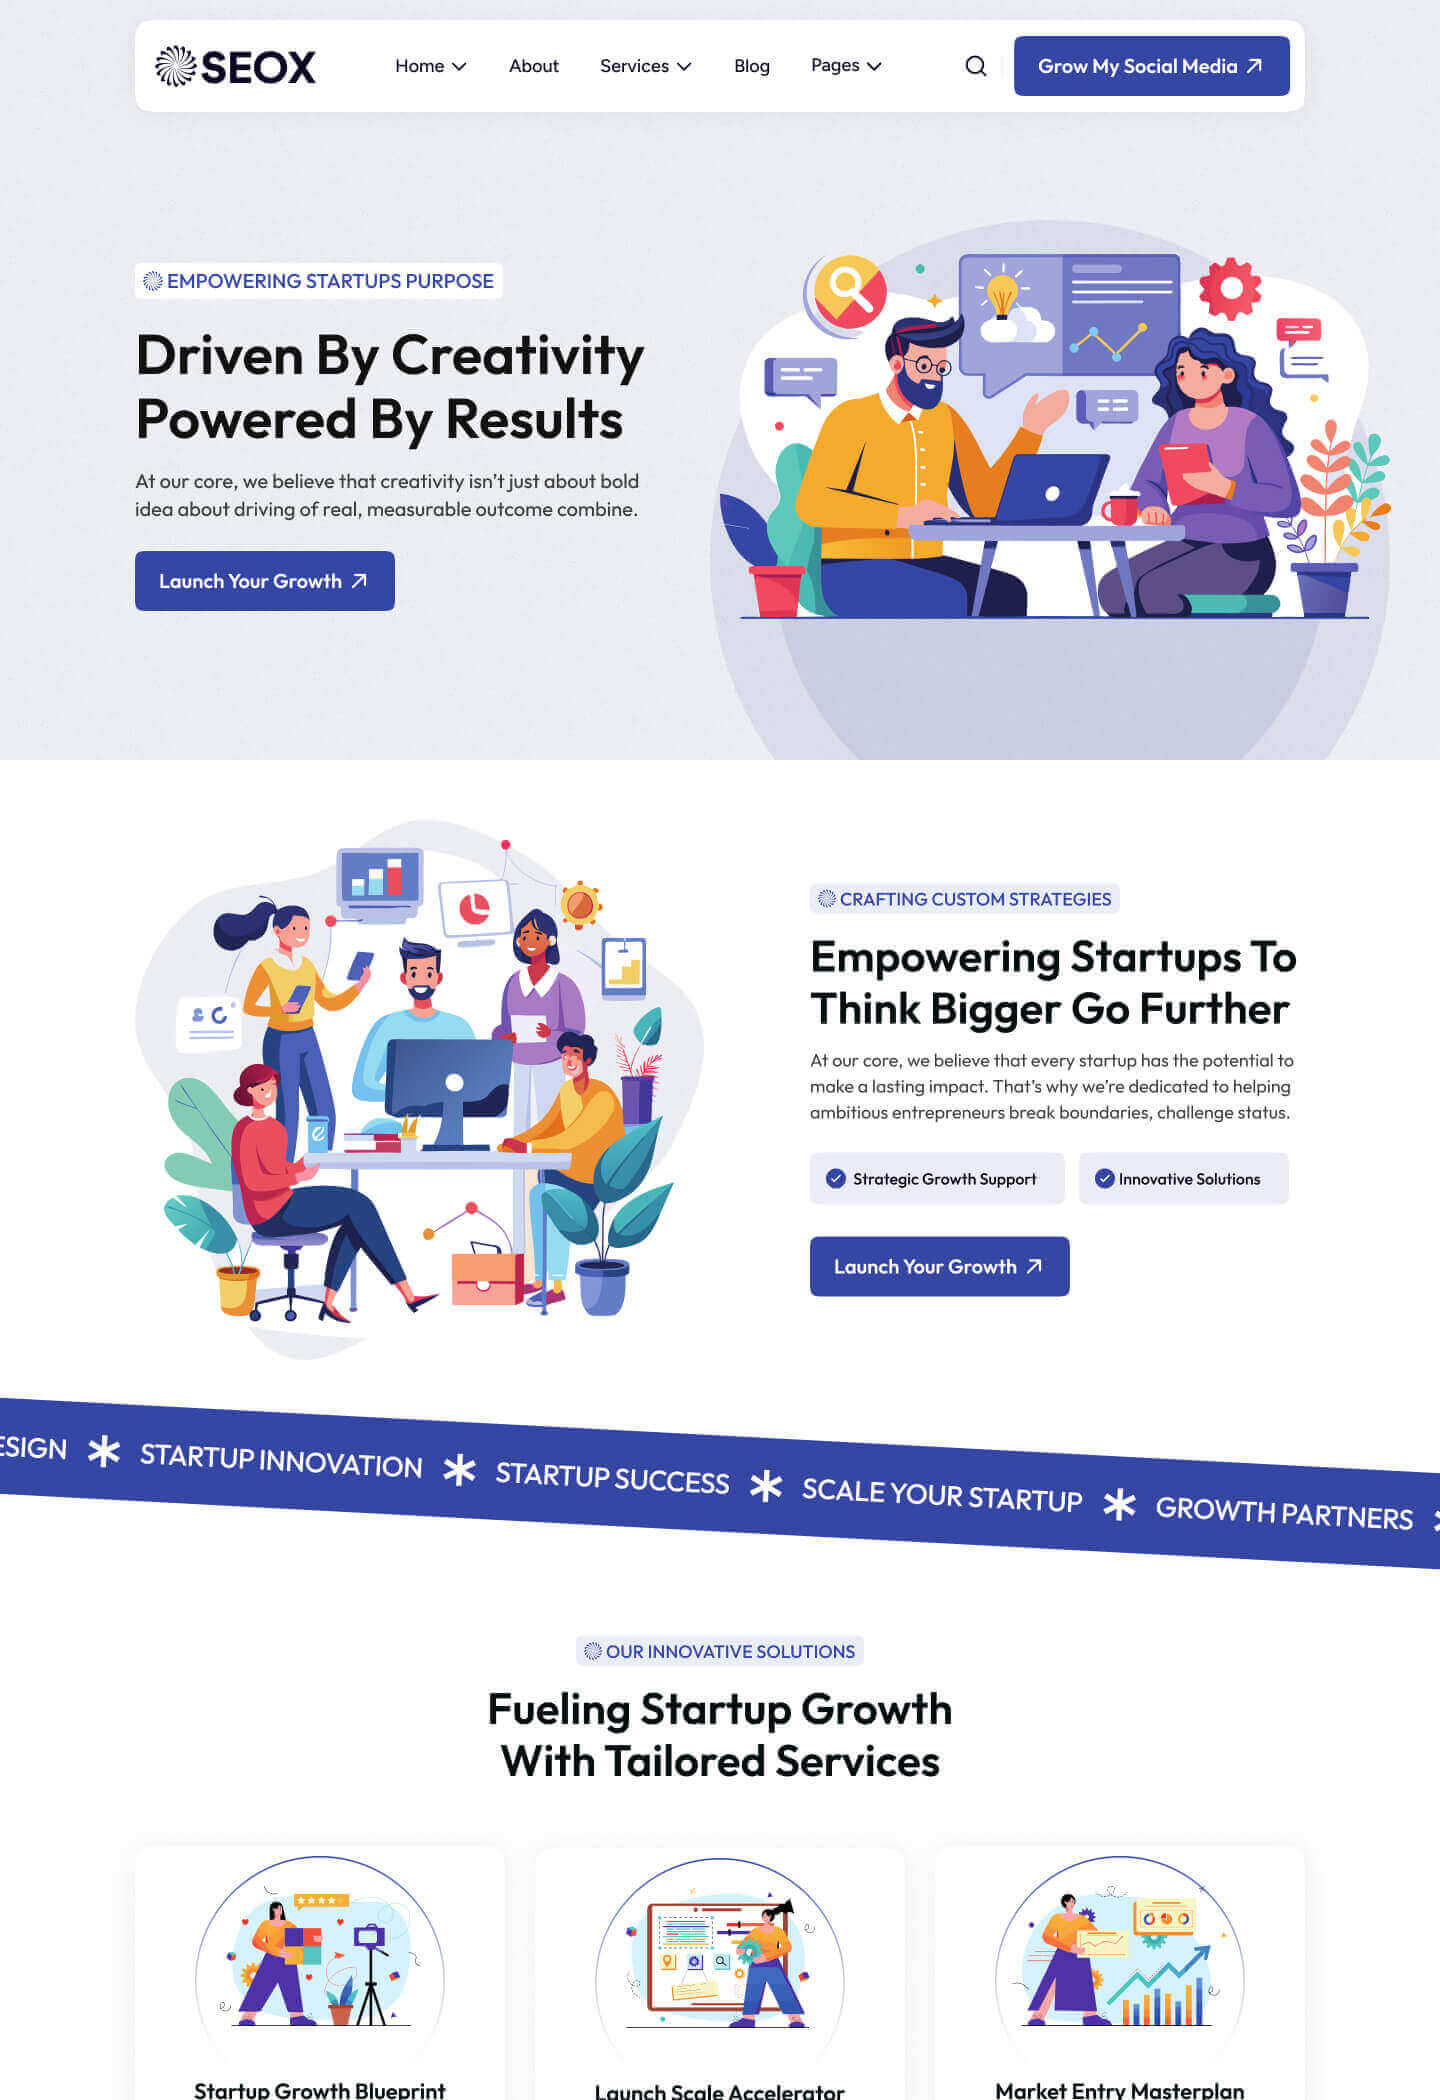 SEOX
Home
About
Services
Blog
Pages
Grow My Social Media
EMPOWERING STARTUPS PURPOSE
Driven By Creativity
Powered By Results
At our core, we believe that creativity isn't just about bold
idea about driving of real, measurable outcome combine.
Launch Your Growth
CRAFTING CUSTOM STRATEGIES
Empowering Startups To
Think Bigger Go Further
At our core, we believe that every startup has the potential to
make a lasting impact. That's why we're dedicated to helping
ambitious entrepreneurs break boundaries, challenge status.
Strategic Growth Support
Innovative Solutions
Launch Your Growth
ESIGN * STARTUP INNOVATION * STARTUP SUCCESS * SCALE YOUR STARTUP * GROWTH PARTNERS *
OUR INNOVATIVE SOLUTIONS
Fueling Startup Growth
With Tailored Services
Startup Growth Blueprint
Launch Scale Accelerator
Market Entry Masterplan